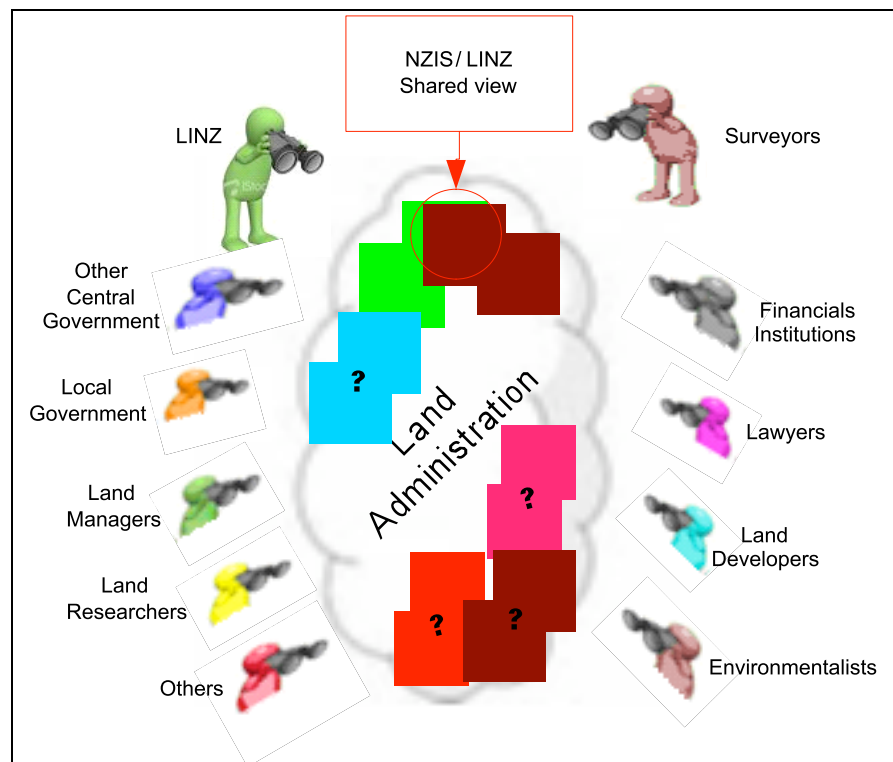 NZIS/ LINZ
Shared view
LINZ
Surveyors
Other
Central
Government
Financials
Institutions
Local
Government
?
Land
Administration
Lawyers
Land
Managers
?
Land
Developers
Land
Researchers
?
?
Others
Environmentalists